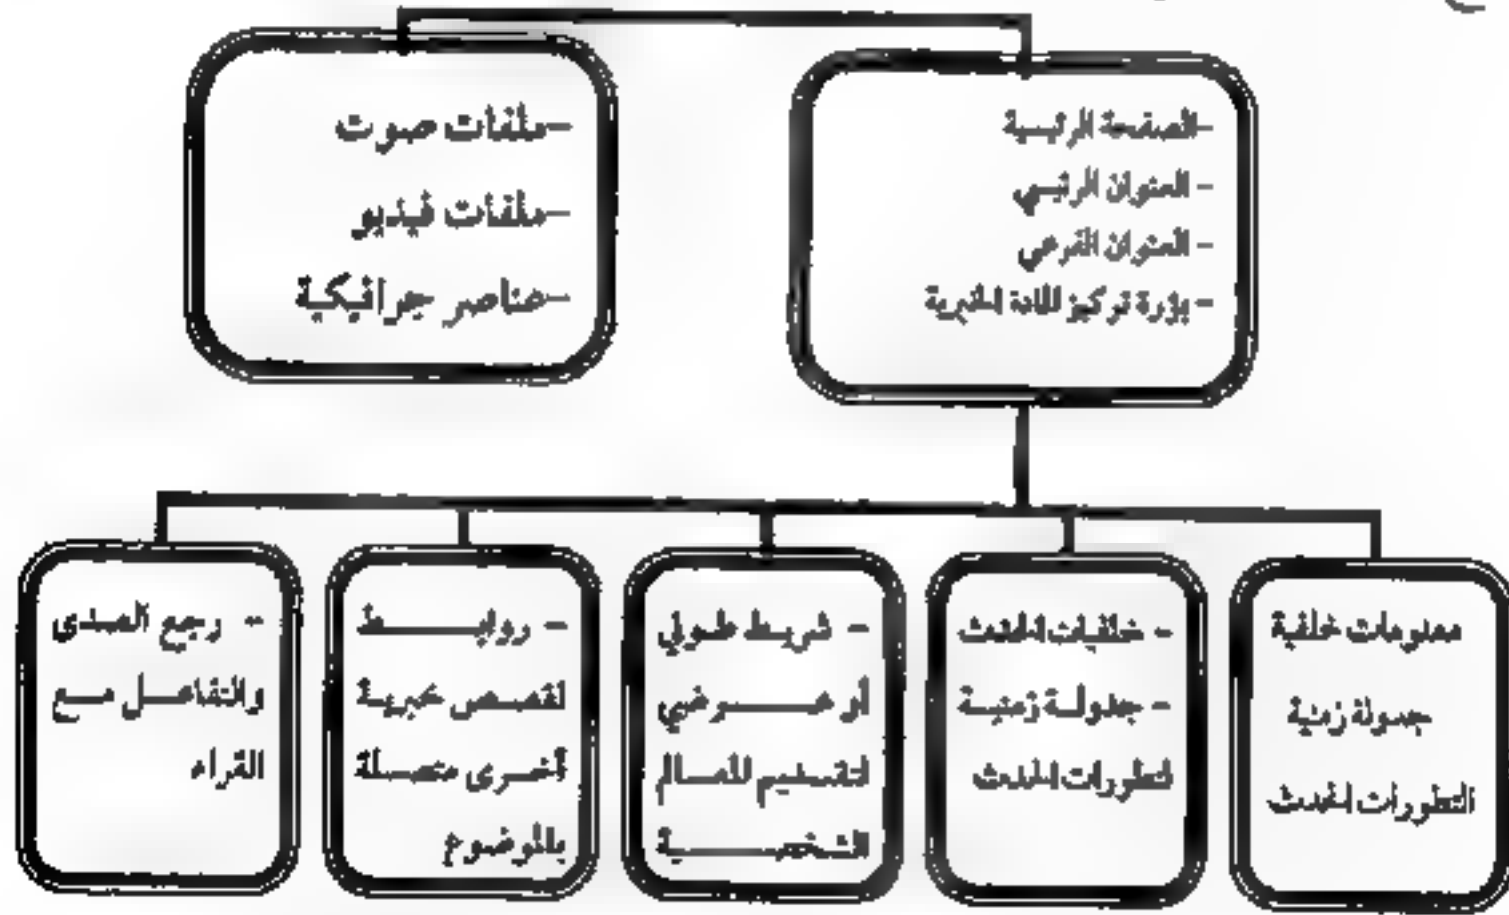 -الصفحة الرئيسية
- العنوان الرئيسي
- العنوان الفرعي
- بؤرة تركيز المادة الخبرية
-ملفات صوت
-ملفات فيديو
-عناصر جرافيكية
معلومات خلفية
جدولة زمنية
التطورات الحدث
- خلفيات الحدث
- جدولة زمنية
لتطورات الحدث
- شريط طولي
أو عرضي
لتقديم المعالم
الشخصية
- روابط
لقصص خبرية
أخرى متصلة
بالموضوع
- رجع الصدى
والتفاعل مع
القراء